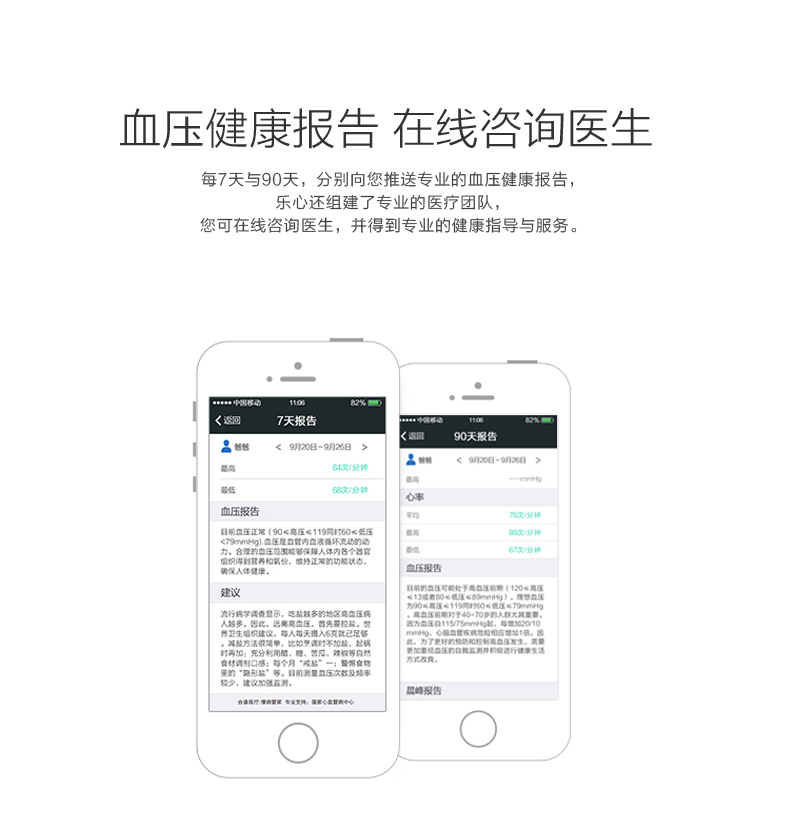 血压健康报告 在线咨询医生
每7天与90天，分别向您推送专业的血压健康报告，
乐心还组建了专业的医疗团队，
您可在线咨询医生，并得到专业的健康指导与服务。
中国移动 11:06 82%
返回 7天报告
爸爸 < 9月20日~9月26日 >
最高 84次/分钟
最低 68次/分钟
血压报告
目前血压正常（90≤高压≤119同时60≤低压
<79mmHg).血压是血管内血液循环流动的动
力。合理的血压范围能够保障人体内各个器官
组织得到营养和氧份，维持正常的功能状态，
确保人体健康。
建议
流行病学调查显示，吃盐越多的地区高血压病
人越多。因此，远离高血压，首先要控盐。世
界卫生组织建议，每人每天摄入6克就已足够
。减盐方法很简单，比如烹调时不加盐，起锅
时再加；充分利用醋、糖、苦瓜、辣椒等自然
食材调剂口感；每个月“戒盐”一；警惕食物
里的“隐形盐”等。目前测量血压次数及频率
较少，建议加强监测。
自豪医疗.慢病管家 专业支持：国家心血管病中心
中国移动 11:06 82%
返回 90天报告
爸爸 < 9月20日~9月26日 >
最高 ----mmHg
心率
平均 76次/分钟
最高 89次/分钟
最低 67次/分钟
血压报告
目前的血压可能处于高血压前期（120≤高压
≤13或者80≤低压≤89mmHg）。理想血压
为90≤高压≤119同时60≤低压≤79mmHg
。高血压前期对于40~70岁的人群尤其重要。
因为血压自115/75mmHg起，每增加20/10
mmHg，心脑血管疾病危险相应增加1倍。因
此，为了更好的预防和控制高血压发生，需要
更加重视血压的自我监测并积极进行健康生活
方式改良。
晨峰报告